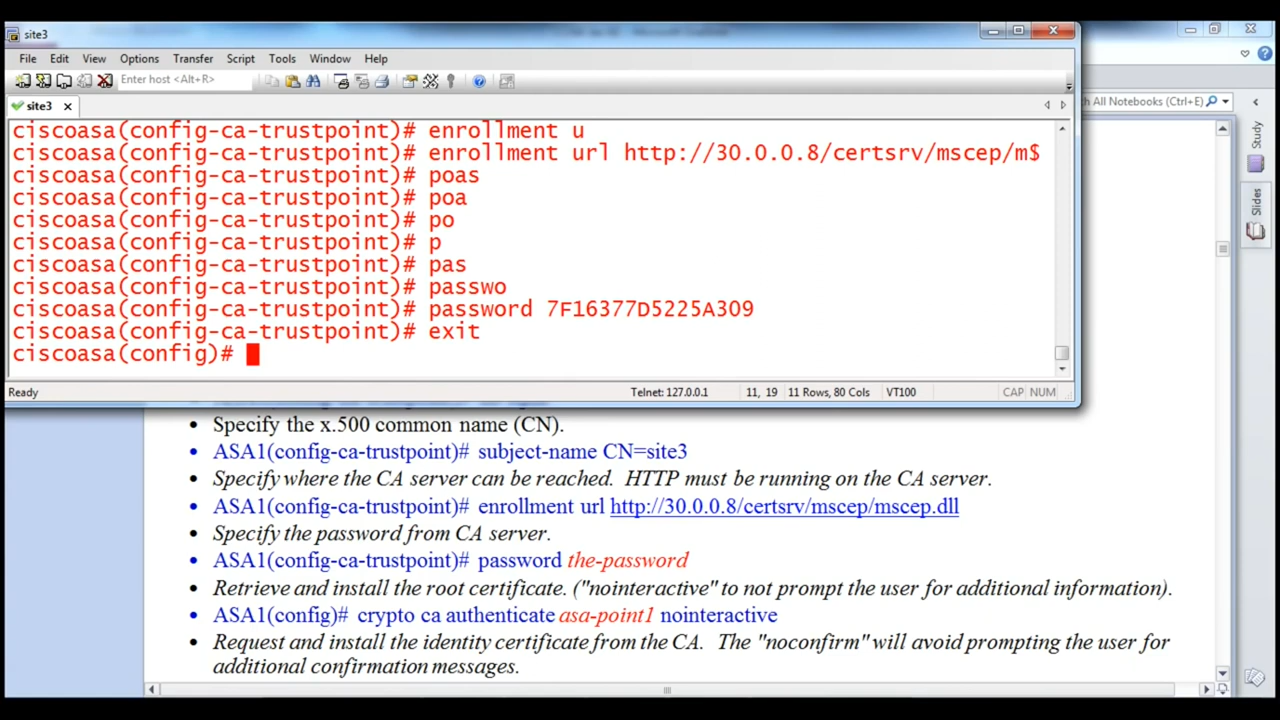 site3
File Edit View Options Transfer Script Tools Window Help
Enter host <Alt+R>
ch All Notebooks (Ctrl+E)
site3
Study
Slides
ciscoasa(config-ca-trustpoint)# enrollment u
ciscoasa(config-ca-trustpoint)# enrollment url http://30.0.0.8/certsrv/mscep/m$
ciscoasa(config-ca-trustpoint)# poas
ciscoasa(config-ca-trustpoint)# poa
ciscoasa(config-ca-trustpoint)# po
ciscoasa(config-ca-trustpoint)# p
ciscoasa(config-ca-trustpoint)# pas
ciscoasa(config-ca-trustpoint)# passwo
ciscoasa(config-ca-trustpoint)# password 7F16377D5225A309
ciscoasa(config-ca-trustpoint)# exit
ciscoasa(config)#
Ready Telnet: 127.0.0.1 11, 19 11 Rows, 80 Cols VT100 CAP NUM
• Specify the x.500 common name (CN).
• ASA1(config-ca-trustpoint)# subject-name CN=site3
• Specify where the CA server can be reached. HTTP must be running on the CA server.
• ASA1(config-ca-trustpoint)# enrollment url http://30.0.0.8/certsrv/mscep/mscep.dll
• Specify the password from CA server.
• ASA1(config-ca-trustpoint)# password the-password
• Retrieve and install the root certificate. ("nointeractive" to not prompt the user for additional information).
• ASA1(config)# crypto ca authenticate asa-point1 nointeractive
• Request and install the identity certificate from the CA. The "noconfirm" will avoid prompting the user for
additional confirmation messages.